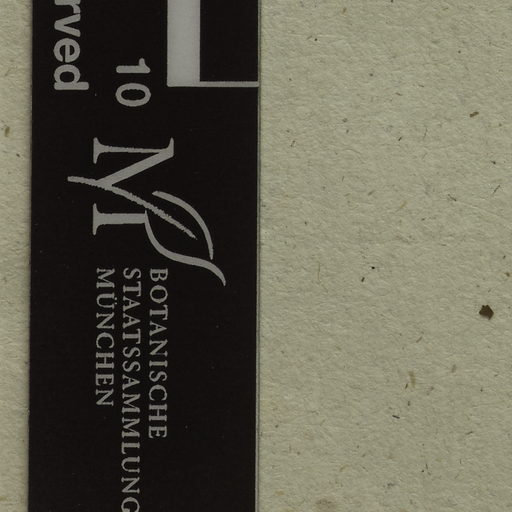 rved
10
M
BOTANISCHE
STAATSSAMMLUNG
MÜNCHEN